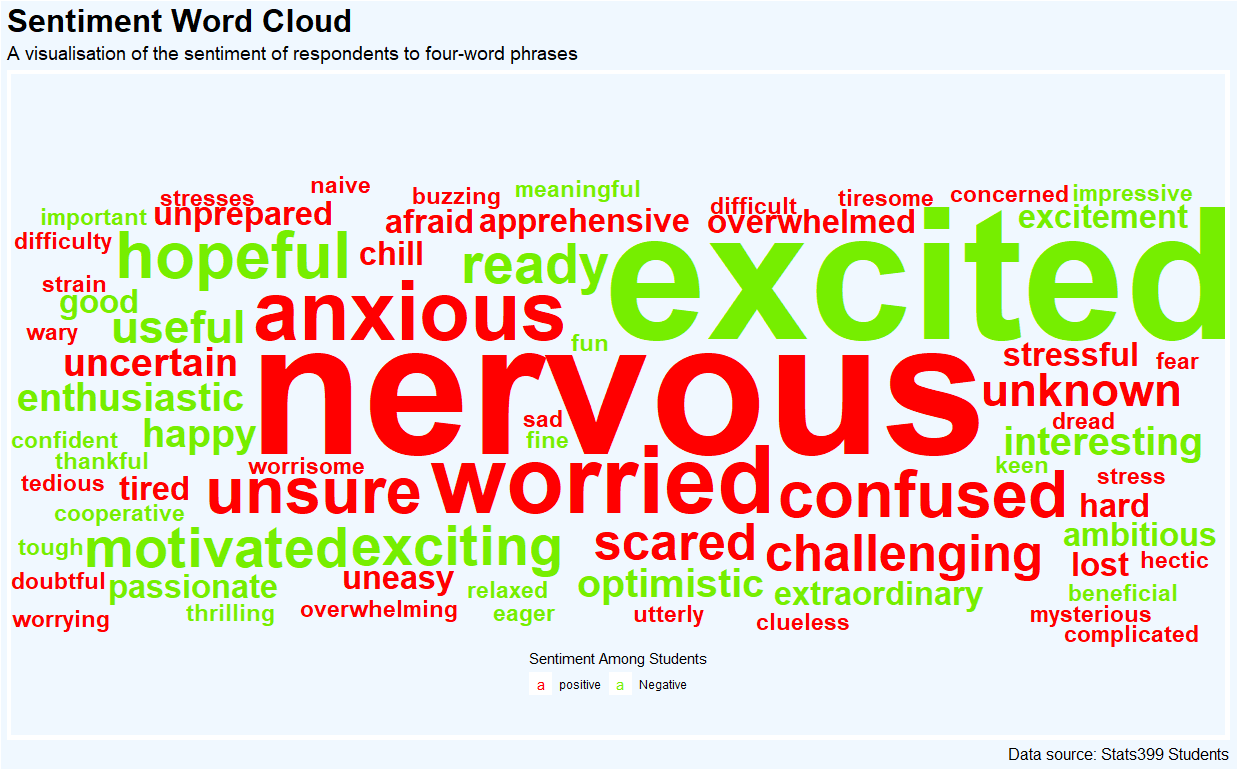 Sentiment Word Cloud
A visualisation of the sentiment of respondents to four-word phrases
naive
stresses
buzzing
meaningful
difficult
tiresome
concerned
impressive
important
unprepared
afraid
apprehensive
overwhelmed
excitement
difficulty
hopeful
chill
ready
excited
strain
good
anxious
wary
useful
fun
uncertain
nervous
stressful
fear
enthusiastic
unknown
sad
dread
confident
happy
fine
interesting
thankful
worrisome
keen
tedious
tired
unsure
worried
confused
stress
hard
cooperative
tough
motivated
exciting
scared
challenging
ambitious
lost
hectic
doubtful
passionate
uneasy
relaxed
optimistic
extraordinary
beneficial
worrying
thrilling
overwhelming
eager
utterly
clueless
mysterious
complicated
Sentiment Among Students
a positive a Negative
Data source: Stats399 Students